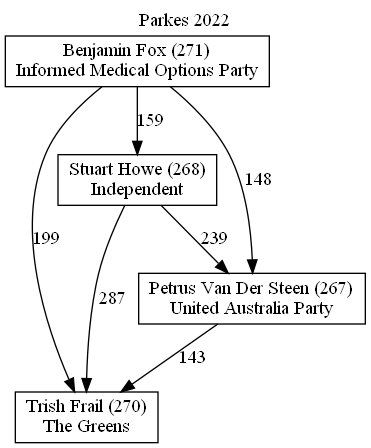 Parkes 2022
Benjamin Fox (271)
Informed Medical Options Party
159
Stuart Howe (268)
Independent
148
199
239
287
Petrus Van Der Steen (267)
United Australia Party
143
Trish Frail (270)
The Greens